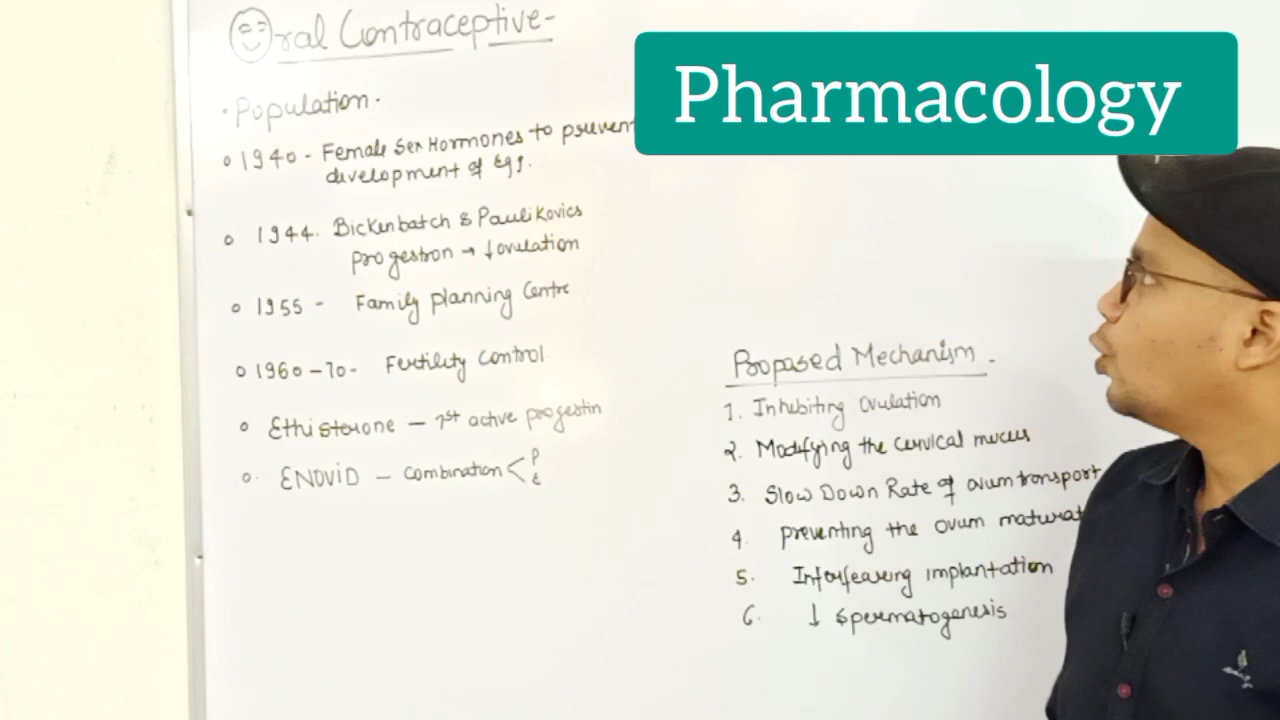 Oral Contraceptive-
Pharmacology
• Population.
1940 - Female Sex Hormones to prevent
development of Egg.
1944. Bickenbatch & Paulikovics
progestron → ↓ovulation
1955 - Family planning Centre
1960-70- Fertility control
Ethisterone — 1st active progestin
ENOVID — combination < P
E
Proposed Mechanism.
1. Inhibiting Ovulation
2. Modifying the cervical mucus
3. Slow Down Rate of ovum transport
4. preventing the ovum maturat
5. Interfearing implantation
6. ↓ Spermatogenesis